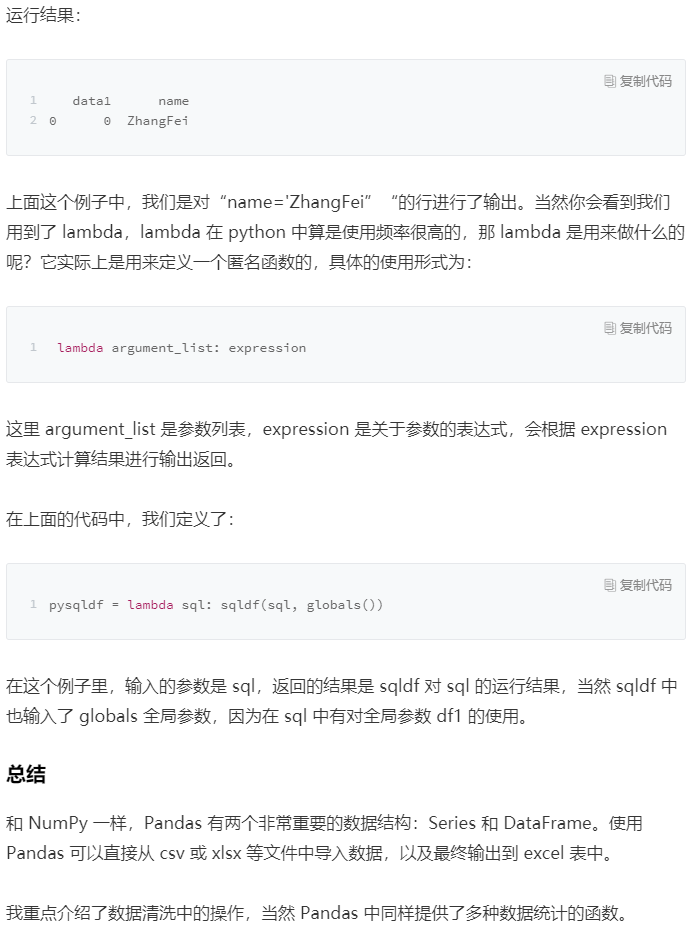 运行结果：
复制代码
1 data1 name
2 0 0 ZhangFei
上面这个例子中，我们是对“name='ZhangFei”“的行进行了输出。当然你会看到我们
用到了 lambda，lambda 在 python 中算是使用频率很高的，那 lambda 是用来做什么的
呢？它实际上是用来定义一个匿名函数的，具体的使用形式为：
复制代码
1 lambda argument_list: expression
这里 argument_list 是参数列表，expression 是关于参数的表达式，会根据 expression
表达式计算结果进行输出返回。
在上面的代码中，我们定义了：
复制代码
1 pysqldf = lambda sql: sqldf(sql, globals())
在这个例子里，输入的参数是 sql，返回的结果是 sqldf 对 sql 的运行结果，当然 sqldf 中
也输入了 globals 全局参数，因为在 sql 中有对全局参数 df1 的使用。
总结
和 NumPy 一样，Pandas 有两个非常重要的数据结构：Series 和 DataFrame。使用
Pandas 可以直接从 csv 或 xlsx 等文件中导入数据，以及最终输出到 excel 表中。
我重点介绍了数据清洗中的操作，当然 Pandas 中同样提供了多种数据统计的函数。